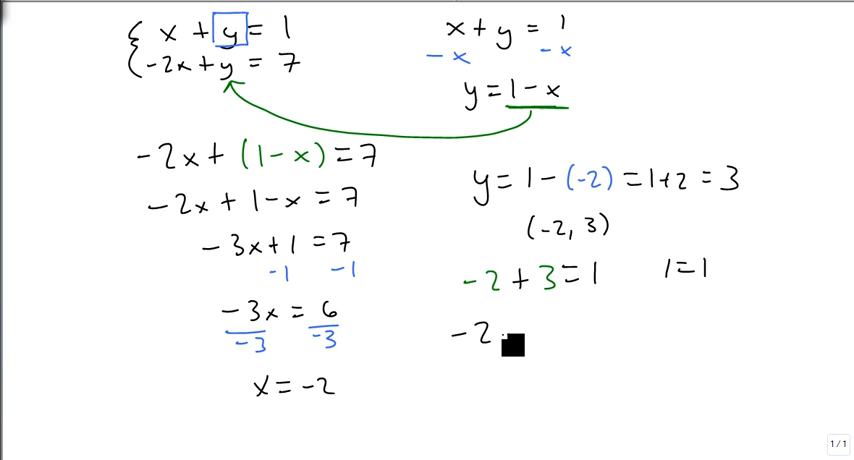 x + y = 1
-2x + y = 7
-2x + (1 - x) = 7
-2x + 1 - x = 7
-3x + 1 = 7
-1 -1
-3x = 6
-3 -3
x = -2
x + y = 1
-x -x
y = 1 - x
y = 1 - (-2) = 1 + 2 = 3
(-2, 3)
-2 + 3 = 1 1 = 1
-2
1 / 1